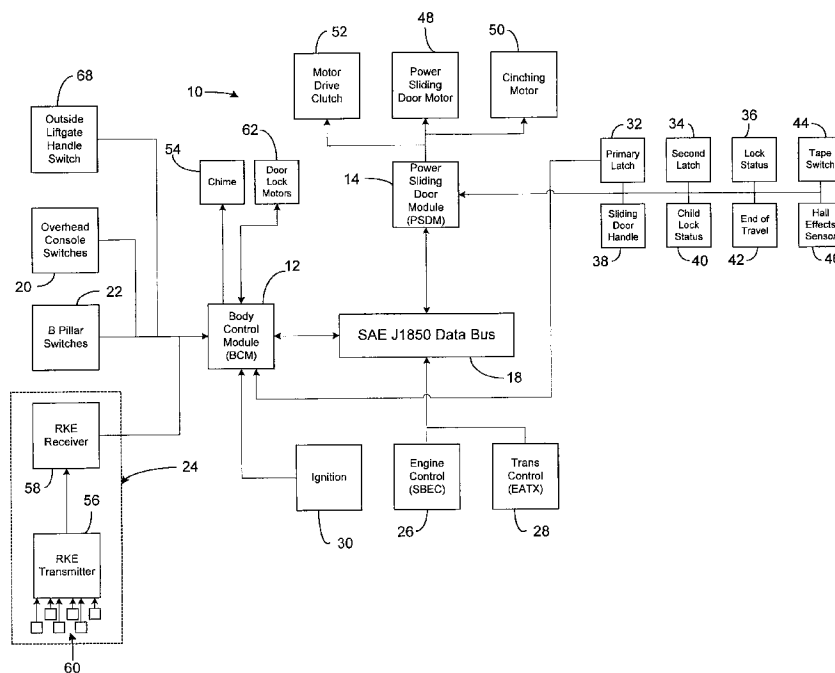 52
48
50
Motor
Drive
Clutch
Power
Sliding
Door Motor
Cinching
Motor
10
68
Outside
Liftgate
Handle
Switch
54
62
Chime
Door
Lock
Motors
14
Power
Sliding
Door
Module
(PSDM)
32
34
36
44
Primary
Latch
Second
Latch
Lock
Status
Tape
Switch
Sliding
Door
Handle
Child
Lock
Status
End of
Travel
Hall
Effects
Sensor
38
40
42
46
Overhead
Console
Switches
20
22
B Pillar
Switches
12
Body
Control
Module
(BCM)
SAE J1850 Data Bus
18
RKE
Receiver
58
24
56
RKE
Transmitter
60
Ignition
30
Engine
Control
(SBEC)
26
Trans
Control
(EATX)
28